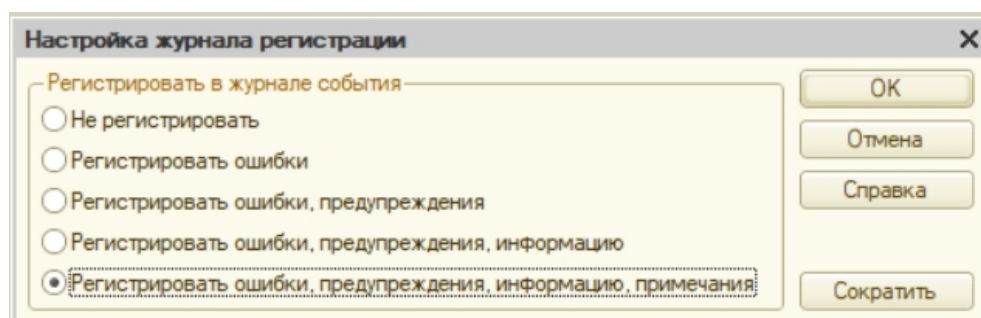 Настройка журнала регистрации
Регистрировать в журнале события
Не регистрировать
Регистрировать ошибки
Регистрировать ошибки, предупреждения
Регистрировать ошибки, предупреждения, информацию
Регистрировать ошибки, предупреждения, информацию, примечания
ОК
Отмена
Справка
Сократить